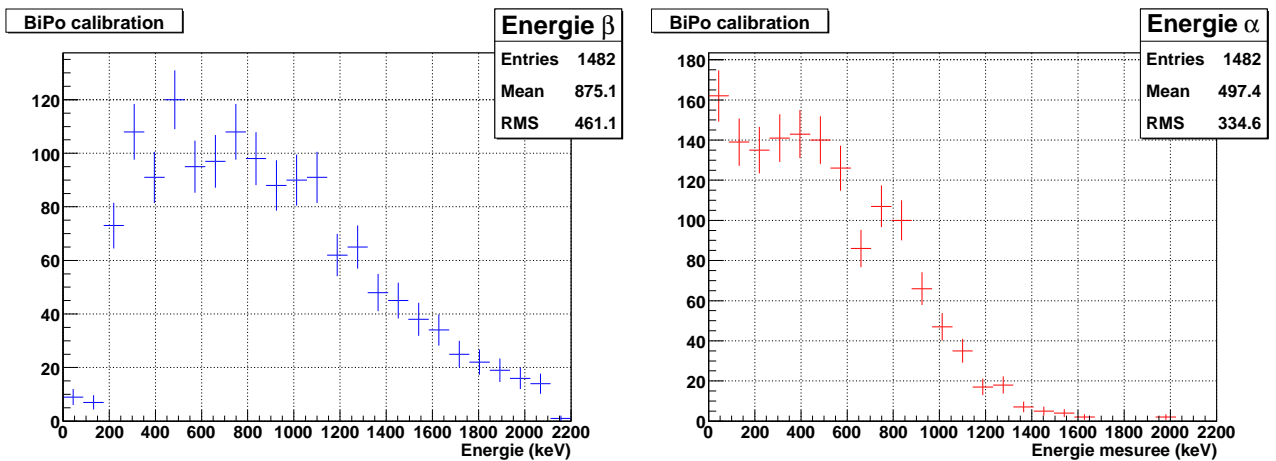 BiPo calibration
Energie β
Entries 1482
Mean 875.1
RMS 461.1
120
100
80
60
40
20
0
0 200 400 600 800 1000 1200 1400 1600 1800 2000 2200
Energie (keV)
BiPo calibration
Energie α
Entries 1482
Mean 497.4
RMS 334.6
180
160
140
120
100
80
60
40
20
0
0 200 400 600 800 1000 1200 1400 1600 1800 2000 2200
Energie mesuree (keV)